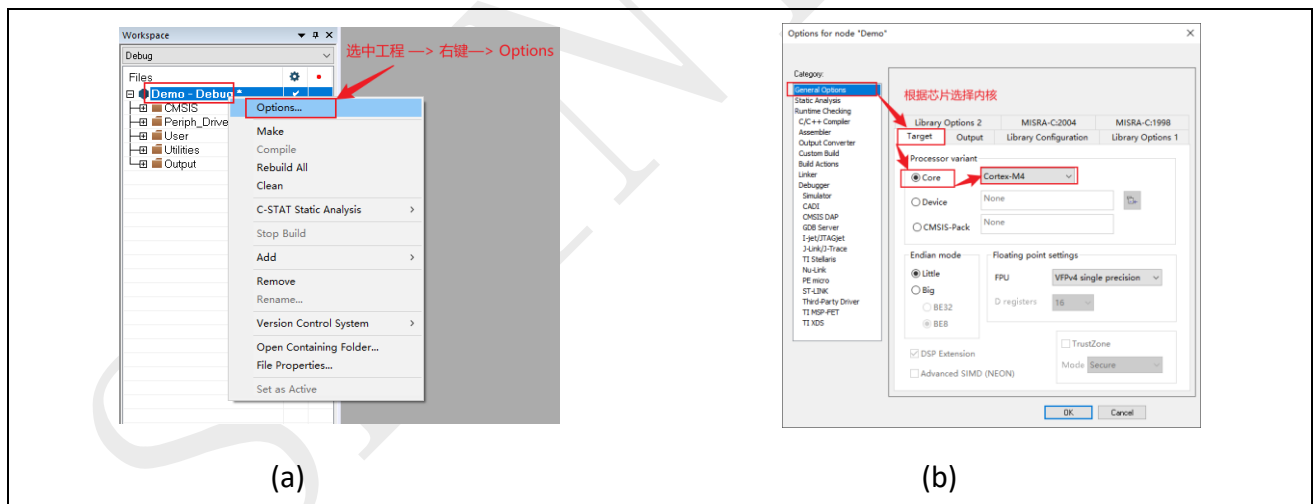 Workspace
Debug
选中工程 —> 右键—> Options
Files
Demo - Debug *
CMSIS
Periph_Drive
User
Utilities
Output
Options...
Make
Compile
Rebuild All
Clean
C-STAT Static Analysis >
Stop Build
Add >
Remove
Rename...
Version Control System >
Open Containing Folder...
File Properties...
Set as Active
(a)
Options for node "Demo"
Category:
General Options
Static Analysis
Runtime Checking
C/C++ Compiler
Assembler
Output Converter
Custom Build
Build Actions
Linker
Debugger
Simulator
CADI
CMSIS DAP
GDB Server
I-jet/JTAGjet
J-Link/J-Trace
TI Stellaris
Nu-Link
PE micro
ST-LINK
Third-Party Driver
TI MSP-FET
TI XDS
根据芯片选择内核
Library Options 2 MISRA-C:2004 MISRA-C:1998
Target Output Library Configuration Library Options 1
Processor variant
Core Cortex-M4
Device None
CMSIS-Pack None
Endian mode
Little
Big
BE32
BE8
Floating point settings
FPU VFPv4 single precision
D registers 16
DSP Extension
Advanced SIMD (NEON)
TrustZone
Mode Secure
OK Cancel
(b)